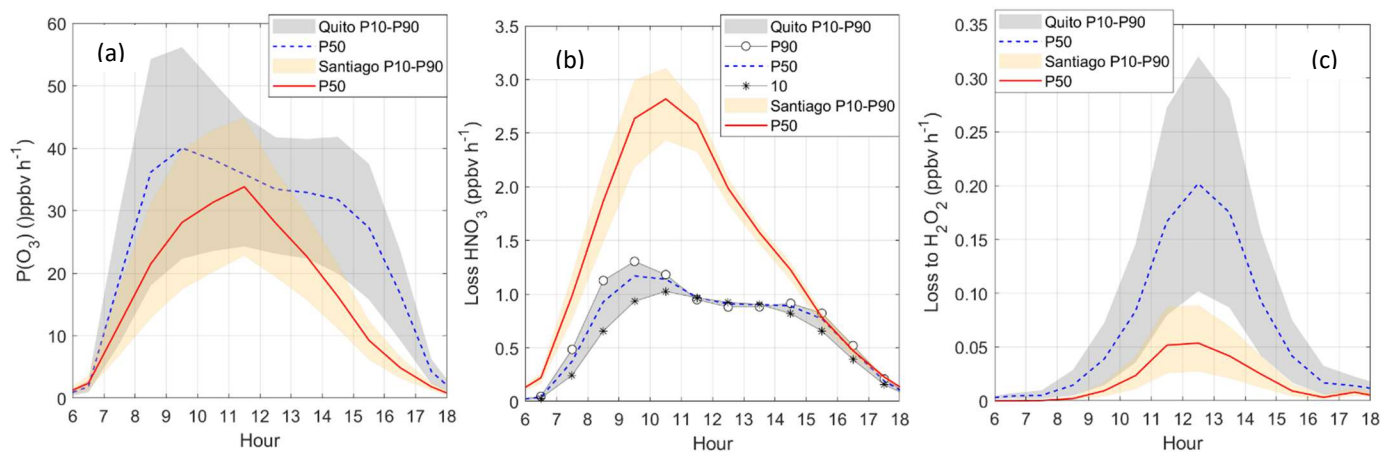 (a)
Quito P10-P90
P50
Santiago P10-P90
P50
60
50
40
30
20
10
0
P(O3) ()ppbv h-1)
6 7 8 9 10 11 12 13 14 15 16 17 18
Hour
(b)
Quito P10-P90
P90
P50
10
Santiago P10-P90
P50
3.5
3.0
2.5
2.0
1.5
1.0
0.5
0
Loss HNO3 (ppbv h-1)
6 7 8 9 10 11 12 13 14 15 16 17 18
Hour
(c)
Quito P10-P90
P50
Santiago P10-P90
P50
0.35
0.30
0.25
0.20
0.15
0.10
0.05
0
Loss to H2O2 (ppbv h-1)
6 7 8 9 10 11 12 13 14 15 16 17 18
Hour